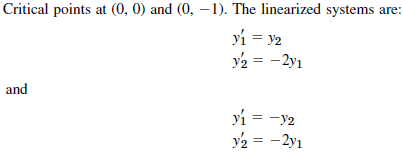 Critical points at (0, 0) and (0, −1). The linearized systems are:
y′₁ = y₂
y′₂ = −2y₁
and
y′₁ = −y₂
y′₂ = −2y₁